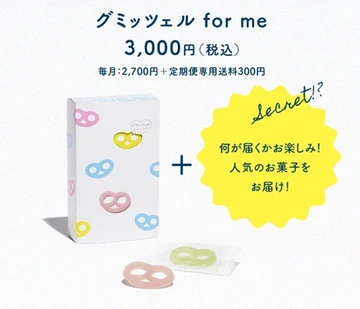 グミッツェル for me
3,000円（税込）
毎月：2,700円＋定期便専用送料300円
secret!?
+
何が届くかお楽しみ！
人気のお菓子を
お届け！